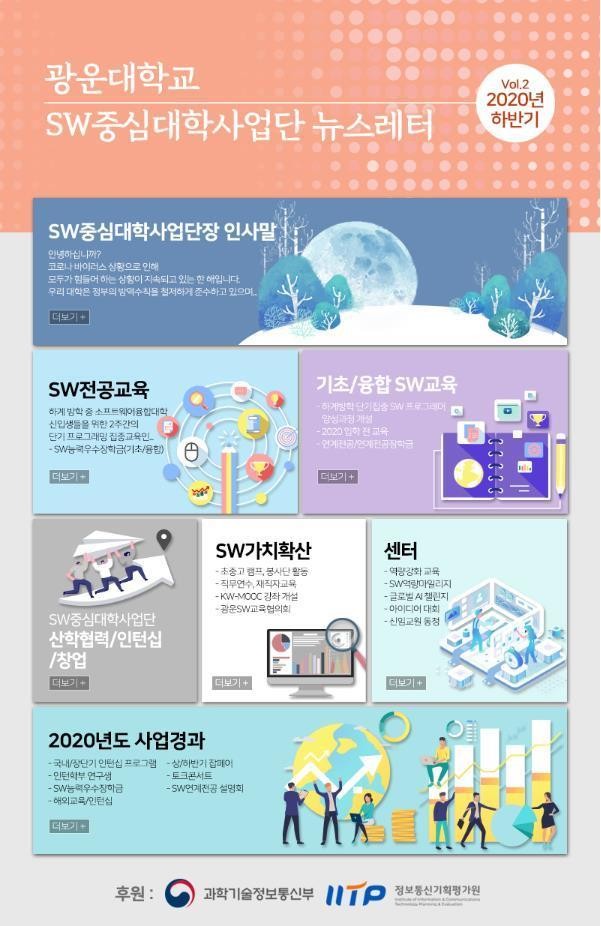 광운대학교
SW중심대학사업단 뉴스레터
Vol.2
2020년
하반기
SW중심대학사업단장 인사말
안녕하십니까?
코로나 바이러스 상황으로 인해
모두가 힘들어 하는 상황이 지속되고 있는 한 해입니다.
우리 대학은 정부의 방역수칙을 철저하게 준수하고 있으며..
더보기 +
SW전공교육
하계 방학 중 소프트웨어융합대학
신입생들을 위한 2주간의
단기 프로그래밍 집중교육인...
- SW능력우수장학금(기초/융합)
더보기 +
기초/융합 SW교육
- 하계방학 단기집중 SW 프로그래머
양성과정 개설
- 2020 입학 전 교육
- 연계전공/연계전공장학금
더보기 +
SW중심대학사업단
산학협력/인턴십
/창업
더보기 +
SW가치확산
- 초중고 캠프, 봉사단 활동
- 직무연수, 재직자교육
- KW-MOOC 강좌 개설
- 광운SW교육협의회
더보기 +
센터
- 역량강화 교육
- SW역량마일리지
- 글로벌 AI 챌린지
- 아이디어 대회
- 신임교원 동정
더보기 +
2020년도 사업경과
- 국내/장단기 인턴십 프로그램
- 인턴학부 연구생
- SW능력우수장학금
- 해외교육/인턴십
- 상/하반기 잡페어
- 토크콘서트
- SW연계전공 설명회
더보기 +
후원 : 과학기술정보통신부 IITP 정보통신기획평가원
Institute of Information & Communications
Technology Planning & Evaluation